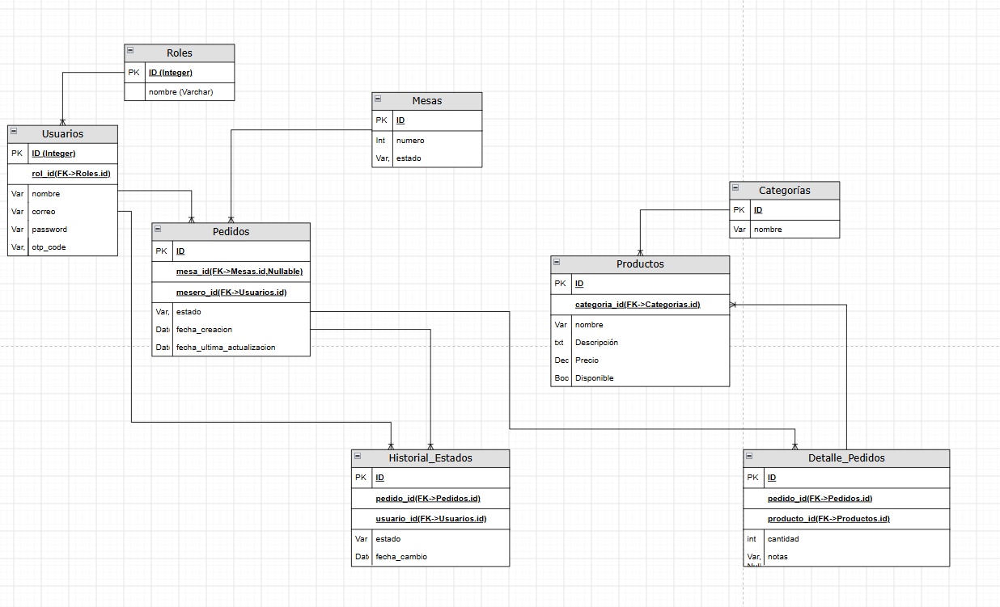 Roles
PK ID (Integer)
nombre (Varchar)
Mesas
PK ID
Int numero
Var, estado
Usuarios
PK ID (Integer)
rol_id(FK->Roles.id)
Var nombre
Var correo
Var password
Var, otp_code
Categorías
PK ID
Var nombre
Pedidos
PK ID
mesa_id(FK->Mesas.id,Nullable)
mesero_id(FK->Usuarios.id)
Var, estado
Dat fecha_creacion
Dat fecha_ultima_actualizacion
Productos
PK ID
categoria_id(FK->Categorias.id)
Var nombre
txt Descripción
Dec Precio
Boo Disponible
Historial_Estados
PK ID
pedido_id(FK->Pedidos.id)
usuario_id(FK->Usuarios.id)
Var estado
Dat fecha_cambio
Detalle_Pedidos
PK ID
pedido_id(FK->Pedidos.id)
producto_id(FK->Productos.id)
int cantidad
Var, notas